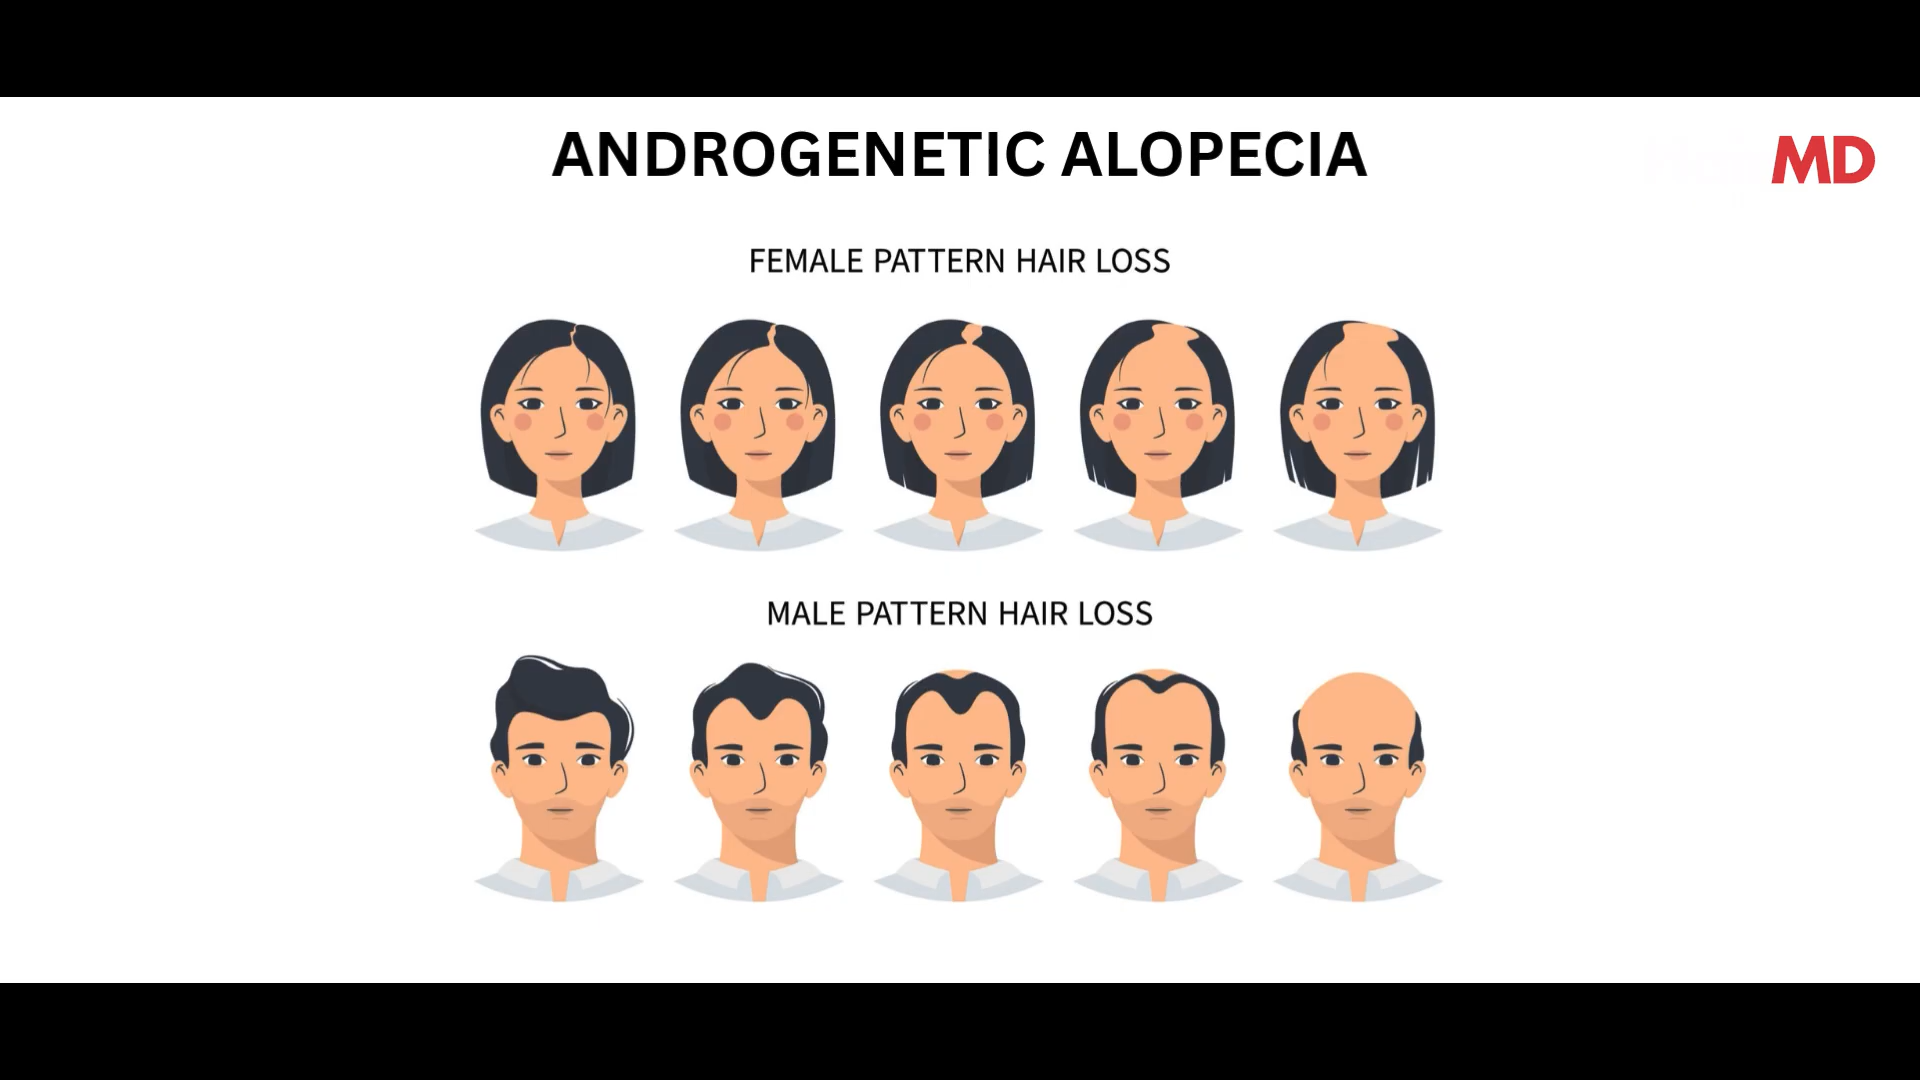 ANDROGENETIC ALOPECIA
MD
FEMALE PATTERN HAIR LOSS
MALE PATTERN HAIR LOSS